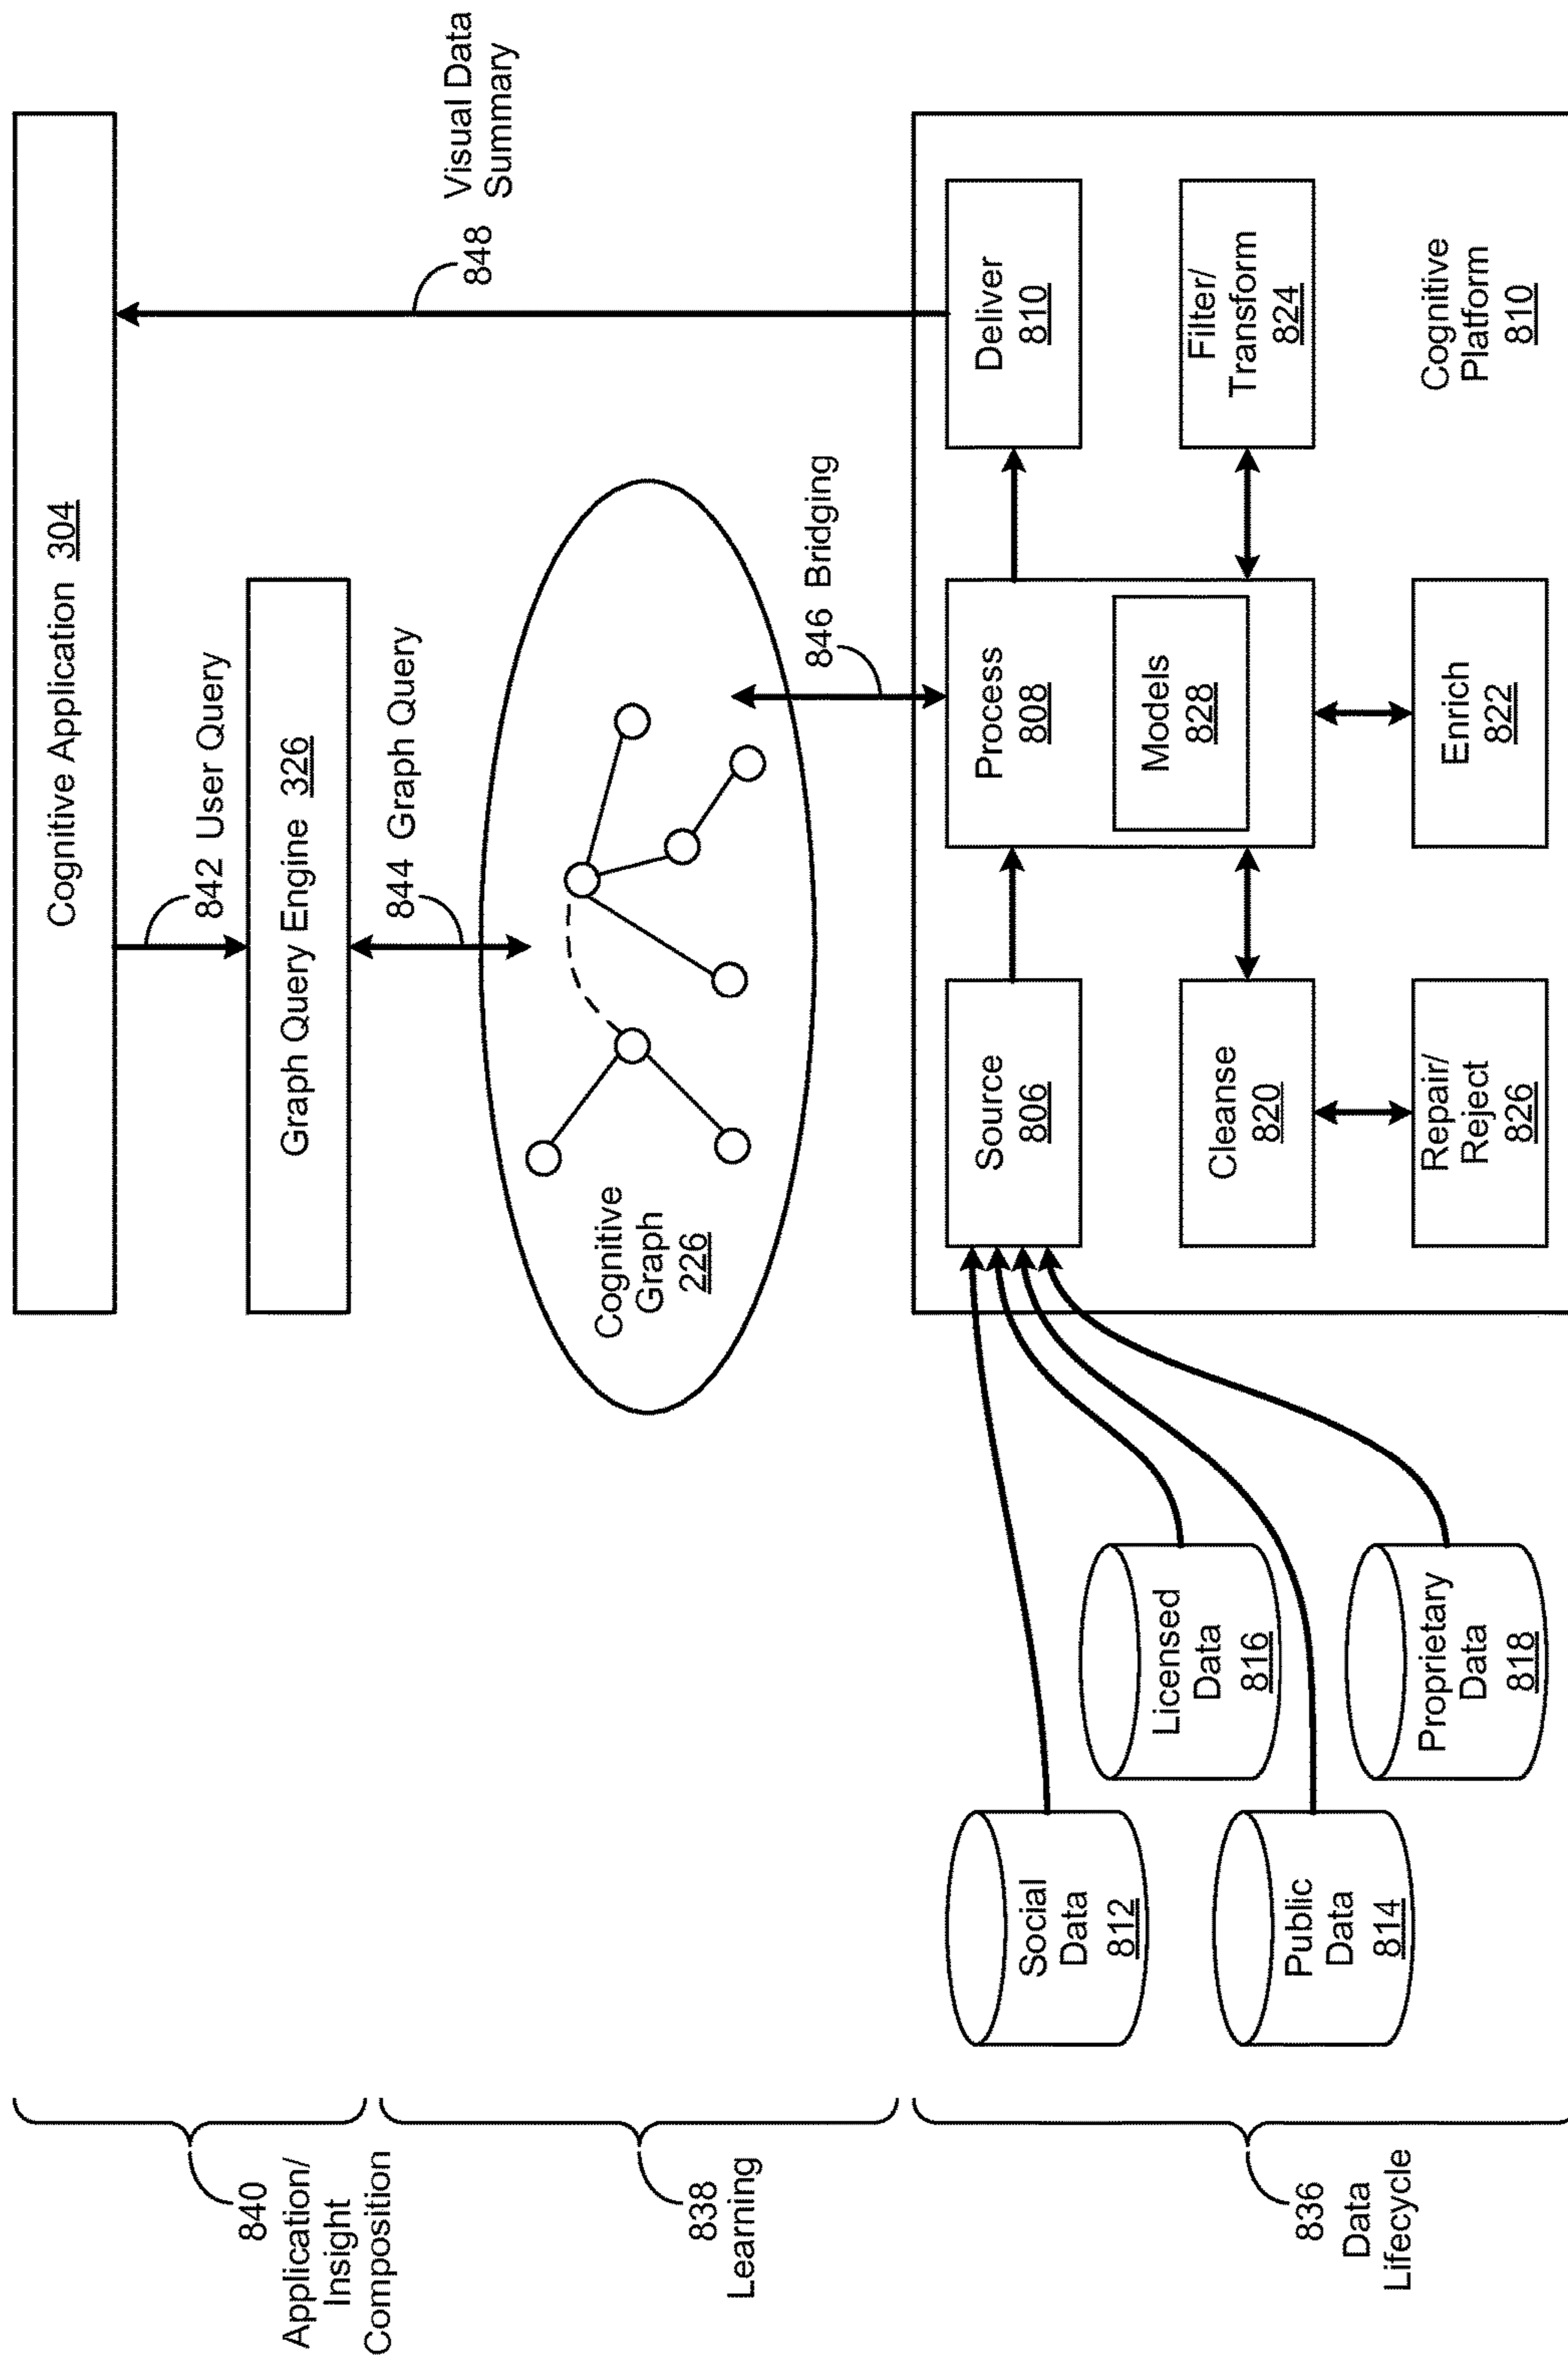 Cognitive Application 304
842 User Query
Graph Query Engine 326
844 Graph Query
848 Visual Data
Summary
840
Application/
Insight
Composition
Cognitive
Graph
226
838
Learning
846 Bridging
Social
Data
812
Licensed
Data
816
Public
Data
814
Proprietary
Data
818
Source
806
Process
808
Models
828
Deliver
810
Cleanse
820
Filter/
Transform
824
Repair/
Reject
826
Enrich
822
Cognitive
Platform
810
836
Data
Lifecycle